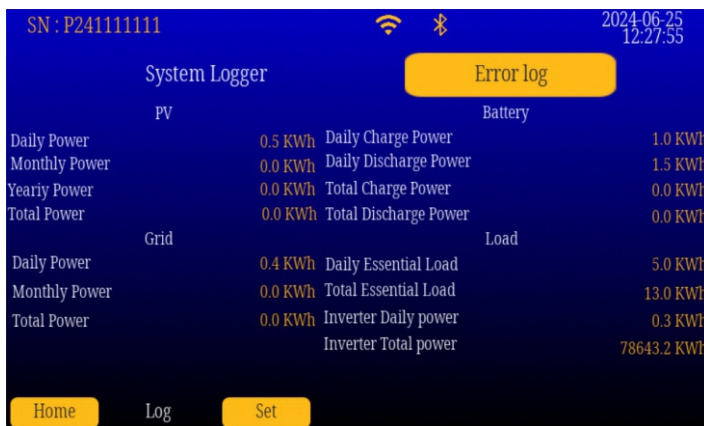 SN : P241111111
2024-06-25
12:27:55
System Logger
Error log
PV
Daily Power 0.5 KWh
Monthly Power 0.0 KWh
Yeariy Power 0.0 KWh
Total Power 0.0 KWh
Battery
Daily Charge Power 1.0 KWh
Daily Discharge Power 1.5 KWh
Total Charge Power 0.0 KWh
Total Discharge Power 0.0 KWh
Grid
Daily Power 0.4 KWh
Monthly Power 0.0 KWh
Total Power 0.0 KWh
Load
Daily Essential Load 5.0 KWh
Total Essential Load 13.0 KWh
Inverter Daily power 0.3 KWh
Inverter Total power 78643.2 KWh
Home Log Set